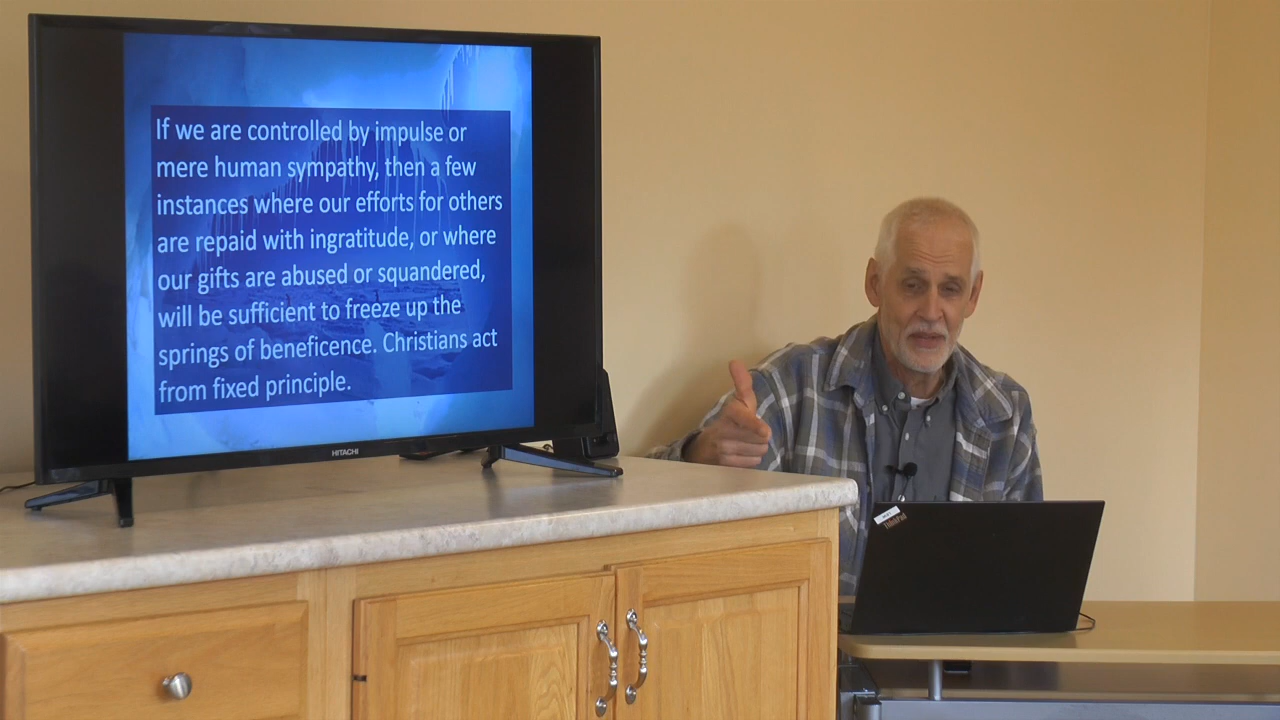 If we are controlled by impulse or
mere human sympathy, then a few
instances where our efforts for others
are repaid with ingratitude, or where
our gifts are abused or squandered,
will be sufficient to freeze up the
springs of beneficence. Christians act
from fixed principle.
HITACHI
ThinkPad